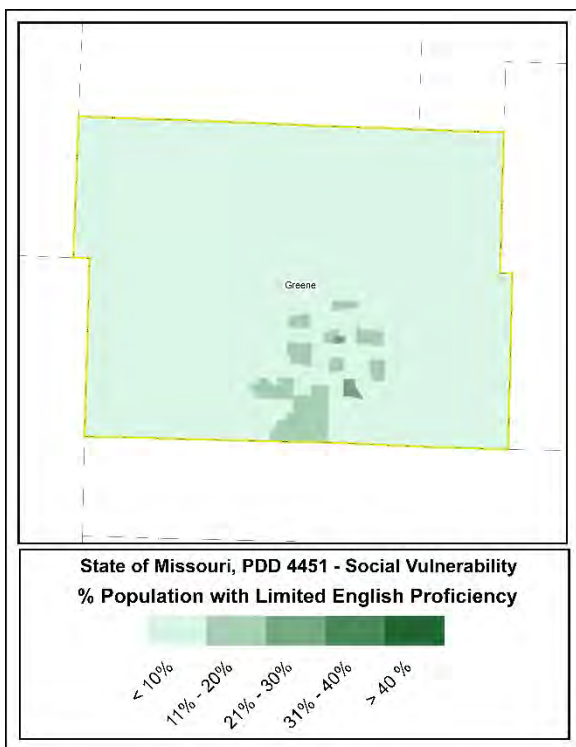 Greene
State of Missouri, PDD 4451 - Social Vulnerability
% Population with Limited English Proficiency
< 10%
11% - 20%
21% - 30%
31% - 40%
> 40 %